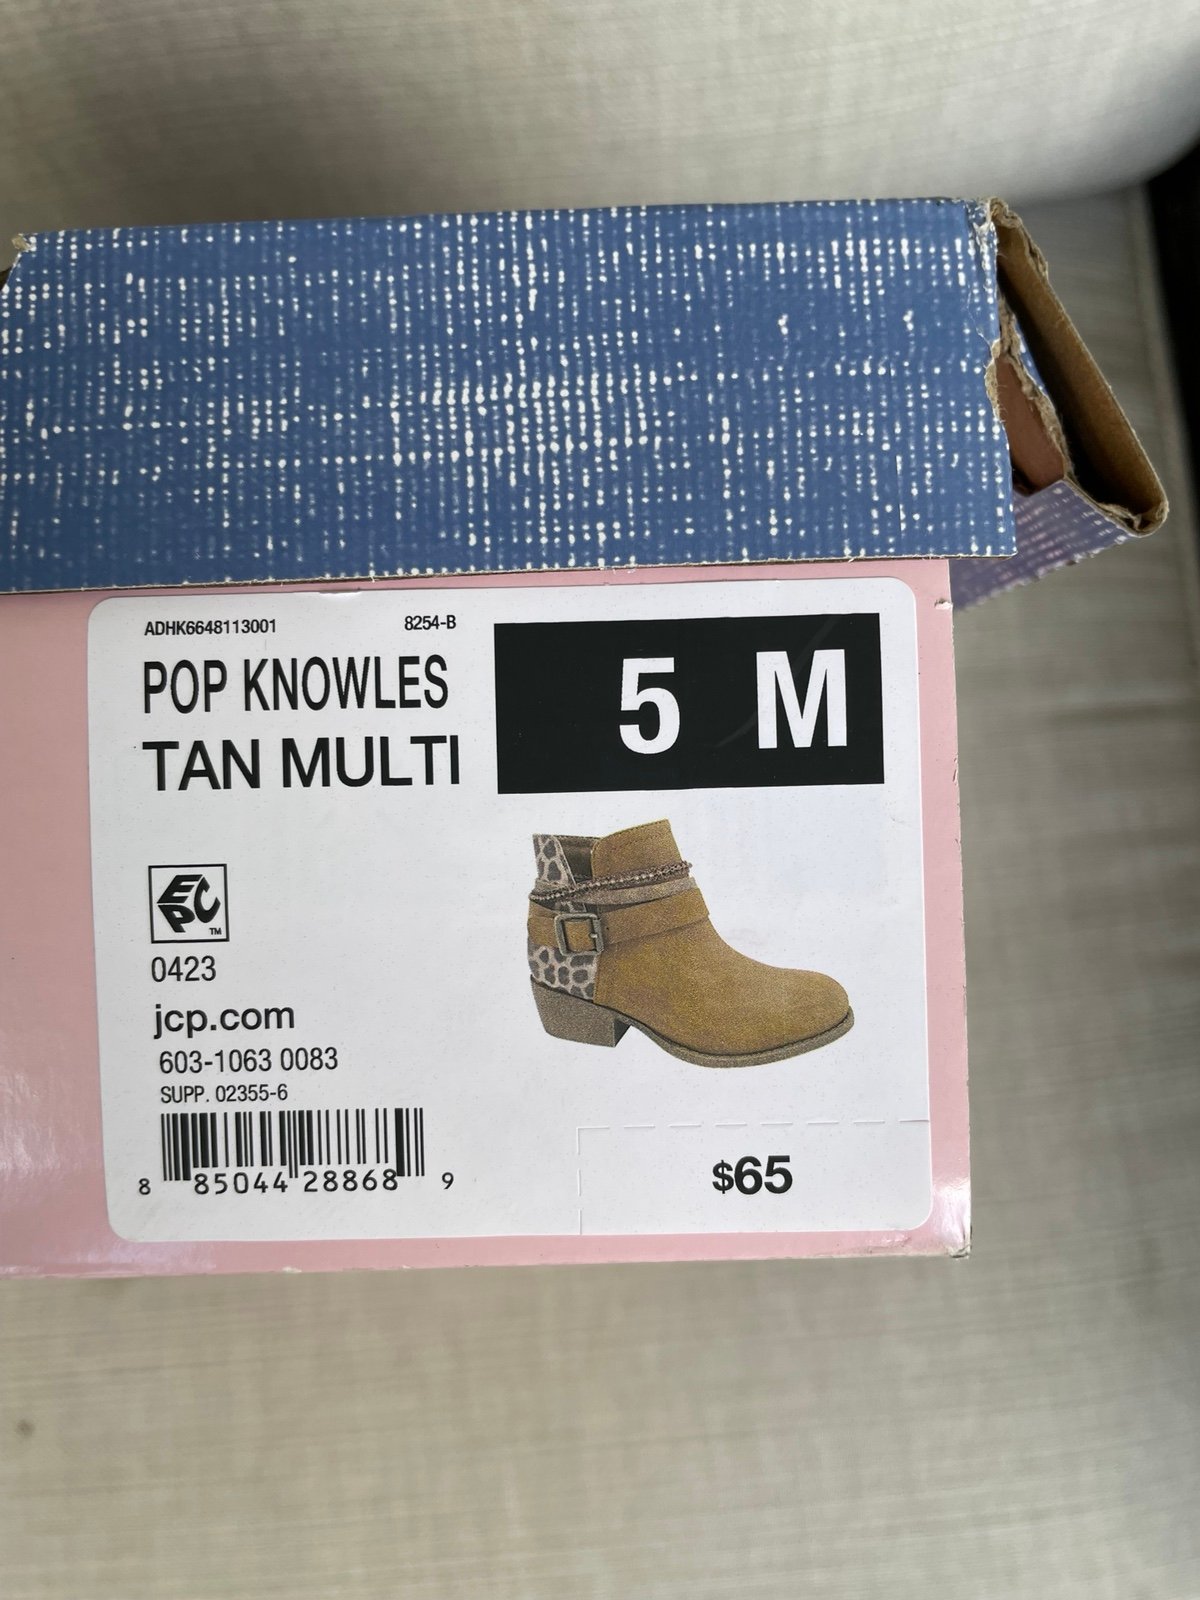 ADHK6648113001 8254-B
POP KNOWLES
TAN MULTI
5 M
EPC TM
0423
jcp.com
603-1063 0083
SUPP. 02355-6
8 85044 28868 9
$65